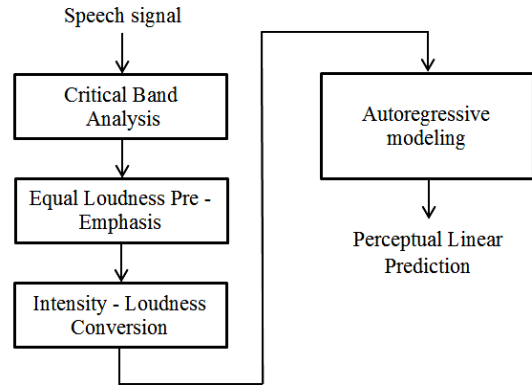 Speech signal
Critical Band
Analysis
Equal Loudness Pre -
Emphasis
Intensity - Loudness
Conversion
Autoregressive
modeling
Perceptual Linear
Prediction